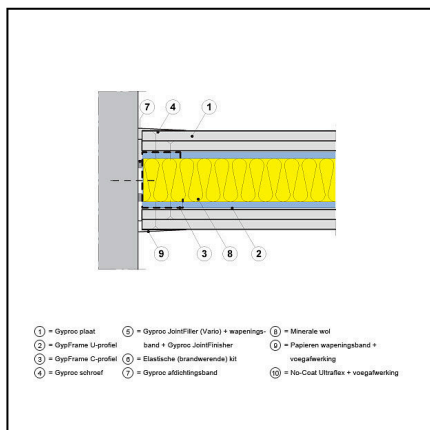 7 4 1
9 3 8 2
1 = Gyproc plaat
2 = GypFrame U-profiel
3 = GypFrame C-profiel
4 = Gyproc schroef
5 = Gyproc JointFiller (Vario) + wapenings-
band + Gyproc JointFinisher
6 = Elastische (brandwerende) kit
7 = Gyproc afdichtingsband
8 = Minerale wol
9 = Papieren wapeningsband +
voegafwerking
10 = No-Coat Ultraflex + voegafwerking